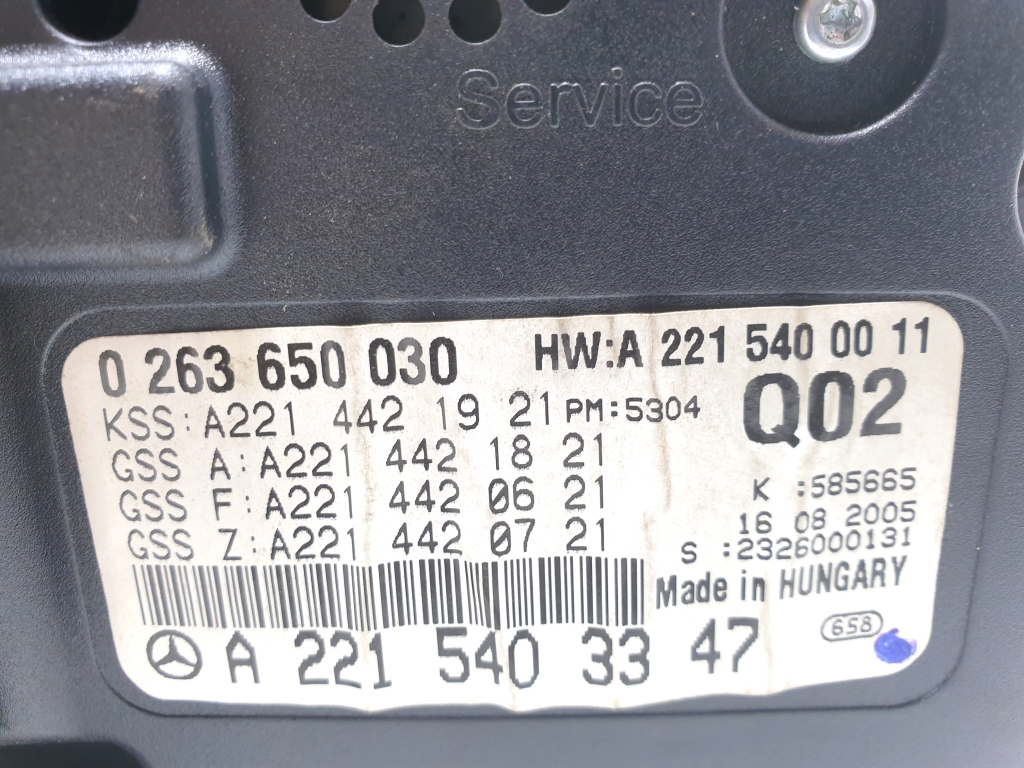 Service
0 263 650 030 HW:A 221 540 00 11
KSS:A221 442 19 21 PM:5304 Q02
GSS A:A221 442 18 21
GSS F:A221 442 06 21
GSS Z:A221 442 07 21
K :585665
16 08 2005
S :2326000131
Made in HUNGARY
A 221 540 33 47
658